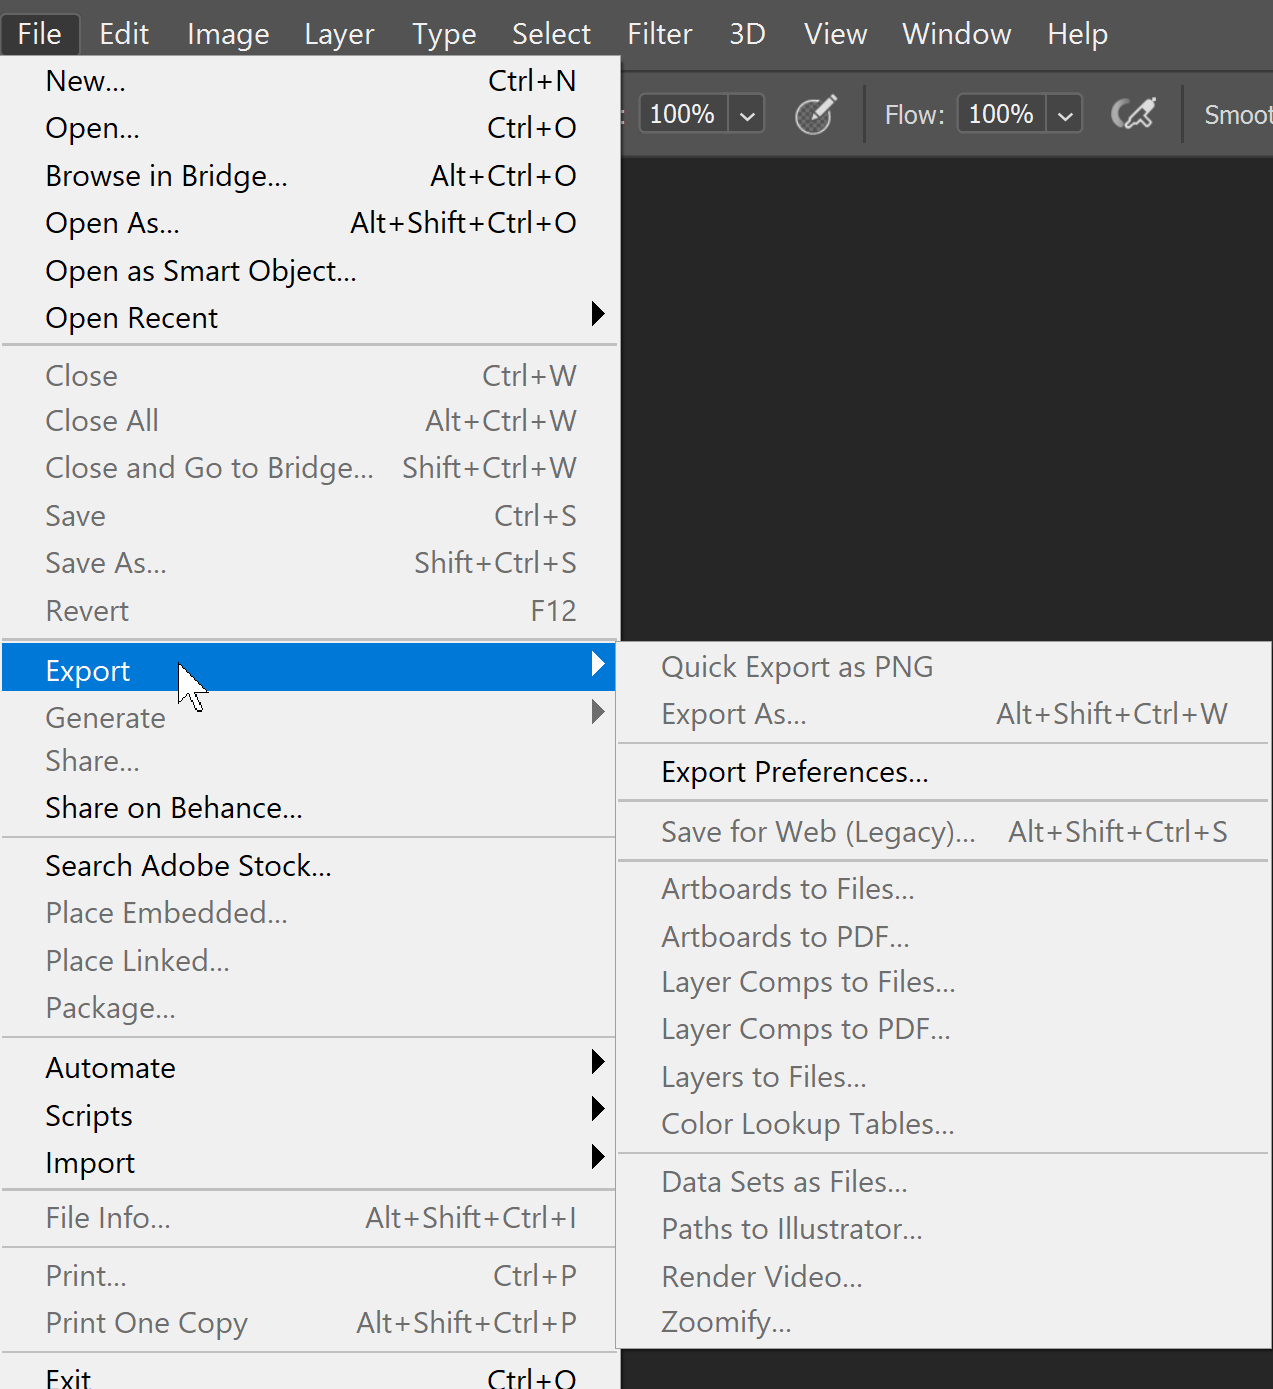 File Edit Image Layer Type Select Filter 3D View Window Help
: 100% Flow: 100% Smoot
New... Ctrl+N
Open... Ctrl+O
Browse in Bridge... Alt+Ctrl+O
Open As... Alt+Shift+Ctrl+O
Open as Smart Object...
Open Recent
Close Ctrl+W
Close All Alt+Ctrl+W
Close and Go to Bridge... Shift+Ctrl+W
Save Ctrl+S
Save As... Shift+Ctrl+S
Revert F12
Export
Generate
Share...
Share on Behance...
Search Adobe Stock...
Place Embedded...
Place Linked...
Package...
Automate
Scripts
Import
File Info... Alt+Shift+Ctrl+I
Print... Ctrl+P
Print One Copy Alt+Shift+Ctrl+P
Exit Ctrl+Q
Quick Export as PNG
Export As... Alt+Shift+Ctrl+W
Export Preferences...
Save for Web (Legacy)... Alt+Shift+Ctrl+S
Artboards to Files...
Artboards to PDF...
Layer Comps to Files...
Layer Comps to PDF...
Layers to Files...
Color Lookup Tables...
Data Sets as Files...
Paths to Illustrator...
Render Video...
Zoomify...